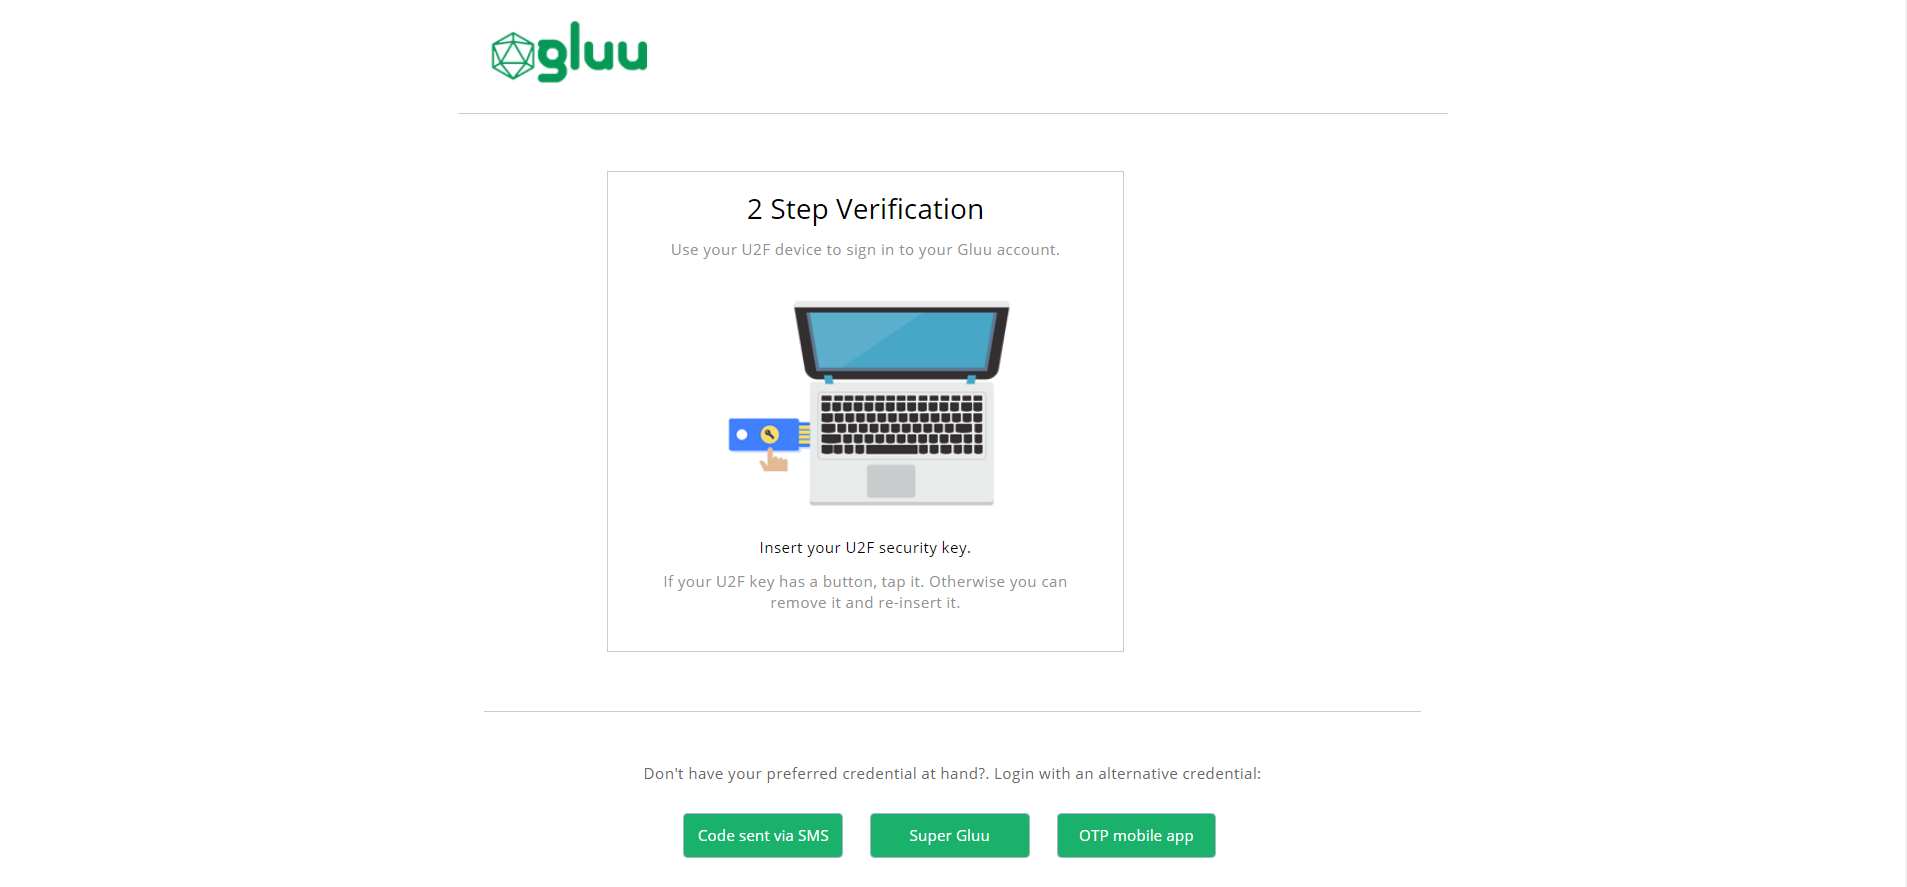 gluu
2 Step Verification
Use your U2F device to sign in to your Gluu account.
Insert your U2F security key.
If your U2F key has a button, tap it. Otherwise you can
remove it and re-insert it.
Don't have your preferred credential at hand?. Login with an alternative credential:
Code sent via SMS
Super Gluu
OTP mobile app